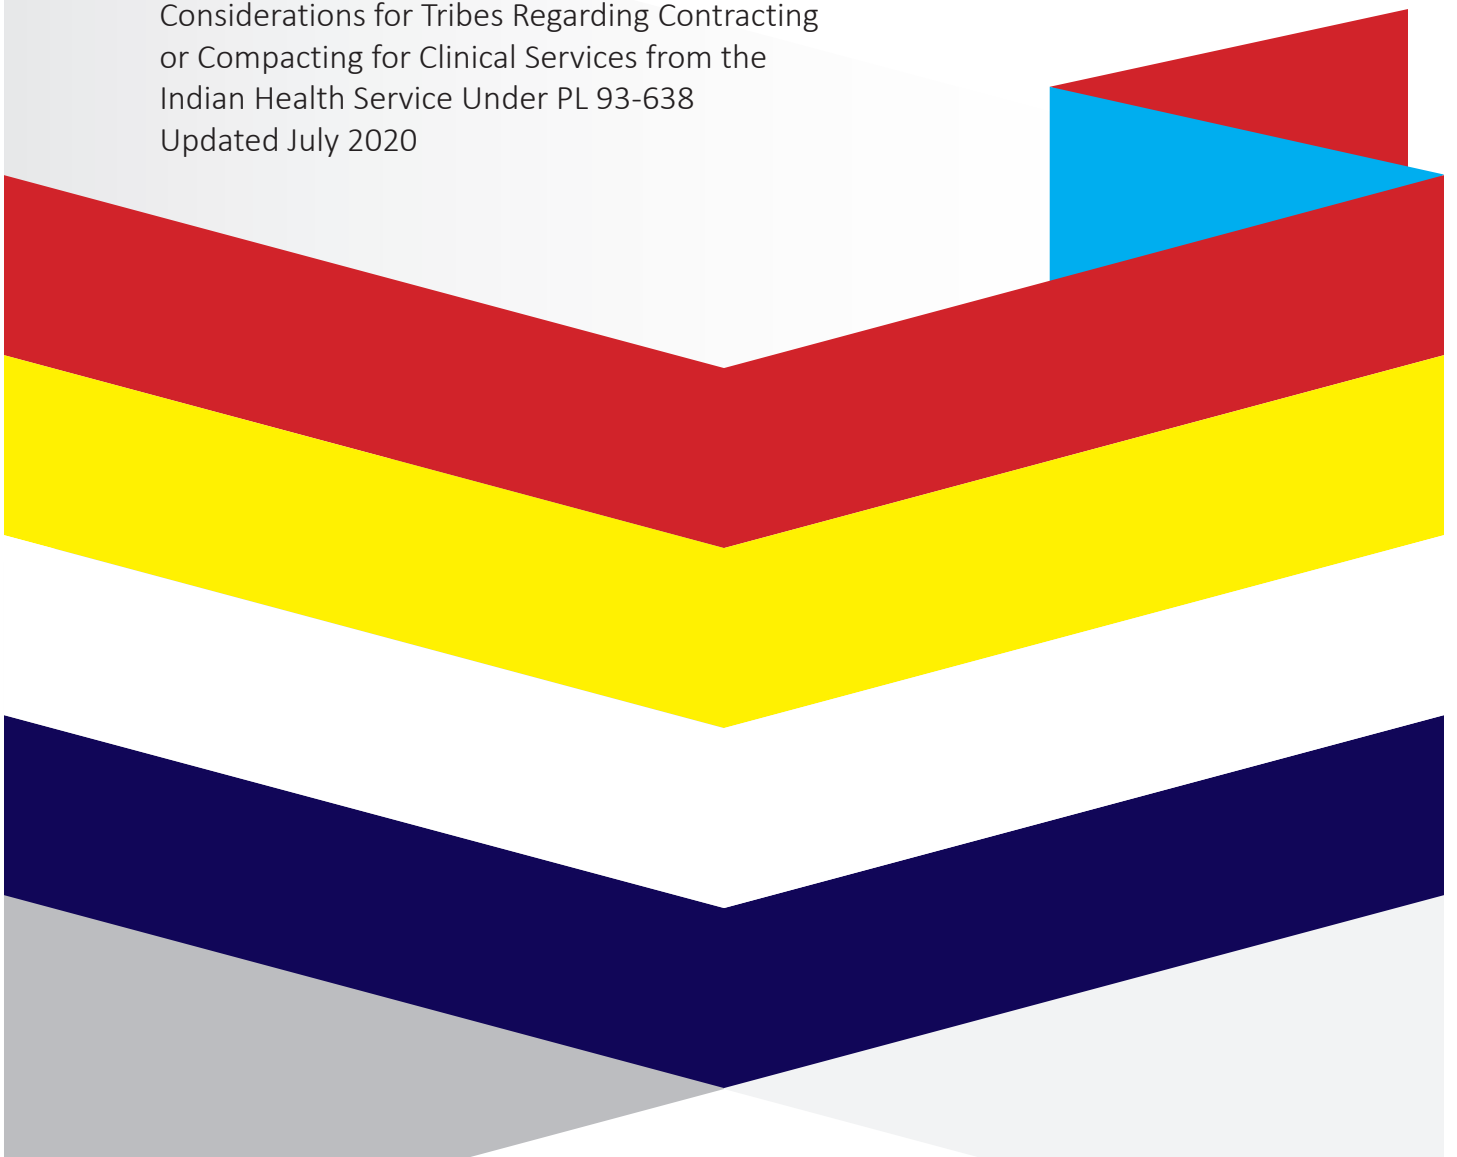 Considerations for Tribes Regarding Contracting
or Compacting for Clinical Services from the
Indian Health Service Under PL 93-638
Updated July 2020